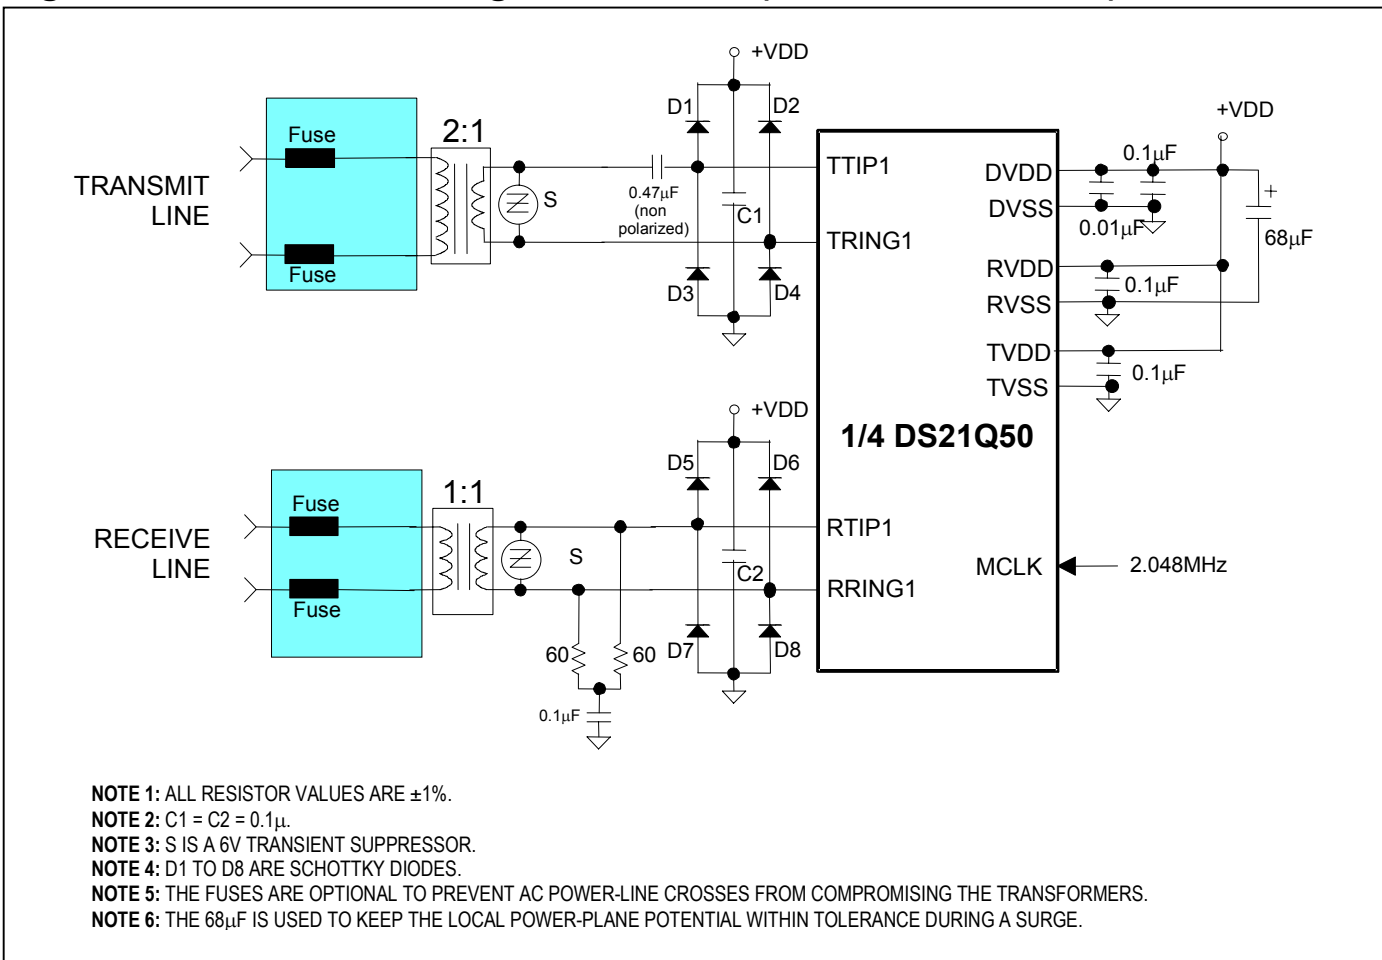 +VDD
D1
D2
+VDD
Fuse
2:1
TRANSMIT
LINE
S
0.47µF
(non
polarized)
C1
TTIP1
DVDD
0.1µF
DVSS
0.01µF
+
68µF
TRING1
Fuse
D3
D4
RVDD
0.1µF
RVSS
TVDD
0.1µF
TVSS
+VDD
1/4 DS21Q50
D5
D6
Fuse
1:1
RECEIVE
LINE
S
C2
RTIP1
MCLK
2.048MHz
RRING1
Fuse
60
60
D7
D8
0.1µF
NOTE 1: ALL RESISTOR VALUES ARE ±1%.
NOTE 2: C1 = C2 = 0.1µ.
NOTE 3: S IS A 6V TRANSIENT SUPPRESSOR.
NOTE 4: D1 TO D8 ARE SCHOTTKY DIODES.
NOTE 5: THE FUSES ARE OPTIONAL TO PREVENT AC POWER-LINE CROSSES FROM COMPROMISING THE TRANSFORMERS.
NOTE 6: THE 68µF IS USED TO KEEP THE LOCAL POWER-PLANE POTENTIAL WITHIN TOLERANCE DURING A SURGE.